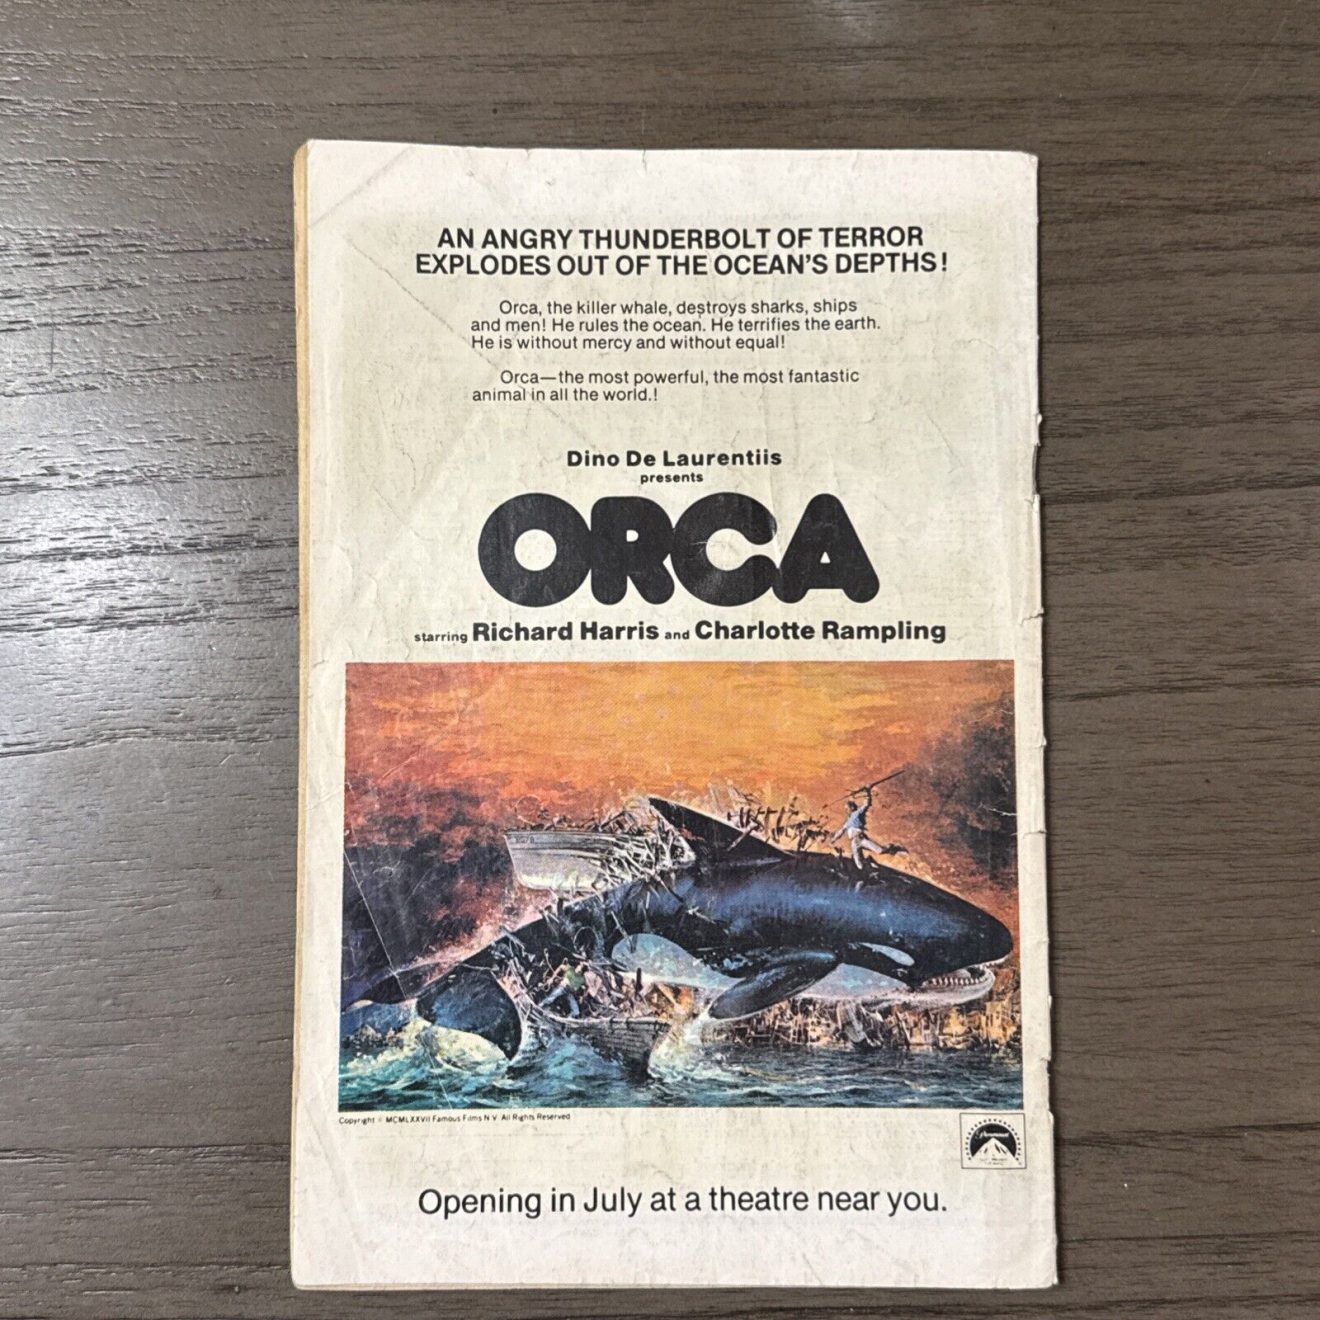 AN ANGRY THUNDERBOLT OF TERROR
EXPLODES OUT OF THE OCEAN'S DEPTHS!
Orca, the killer whale, destroys sharks, ships
and men! He rules the ocean. He terrifies the earth.
He is without mercy and without equal!
Orca—the most powerful, the most fantastic
animal in all the world.!
Dino De Laurentiis
presents
ORCA
starring Richard Harris and Charlotte Rampling
Copyright © MCMLXXVII Famous Films N.V. All Rights Reserved
Paramount
Opening in July at a theatre near you.